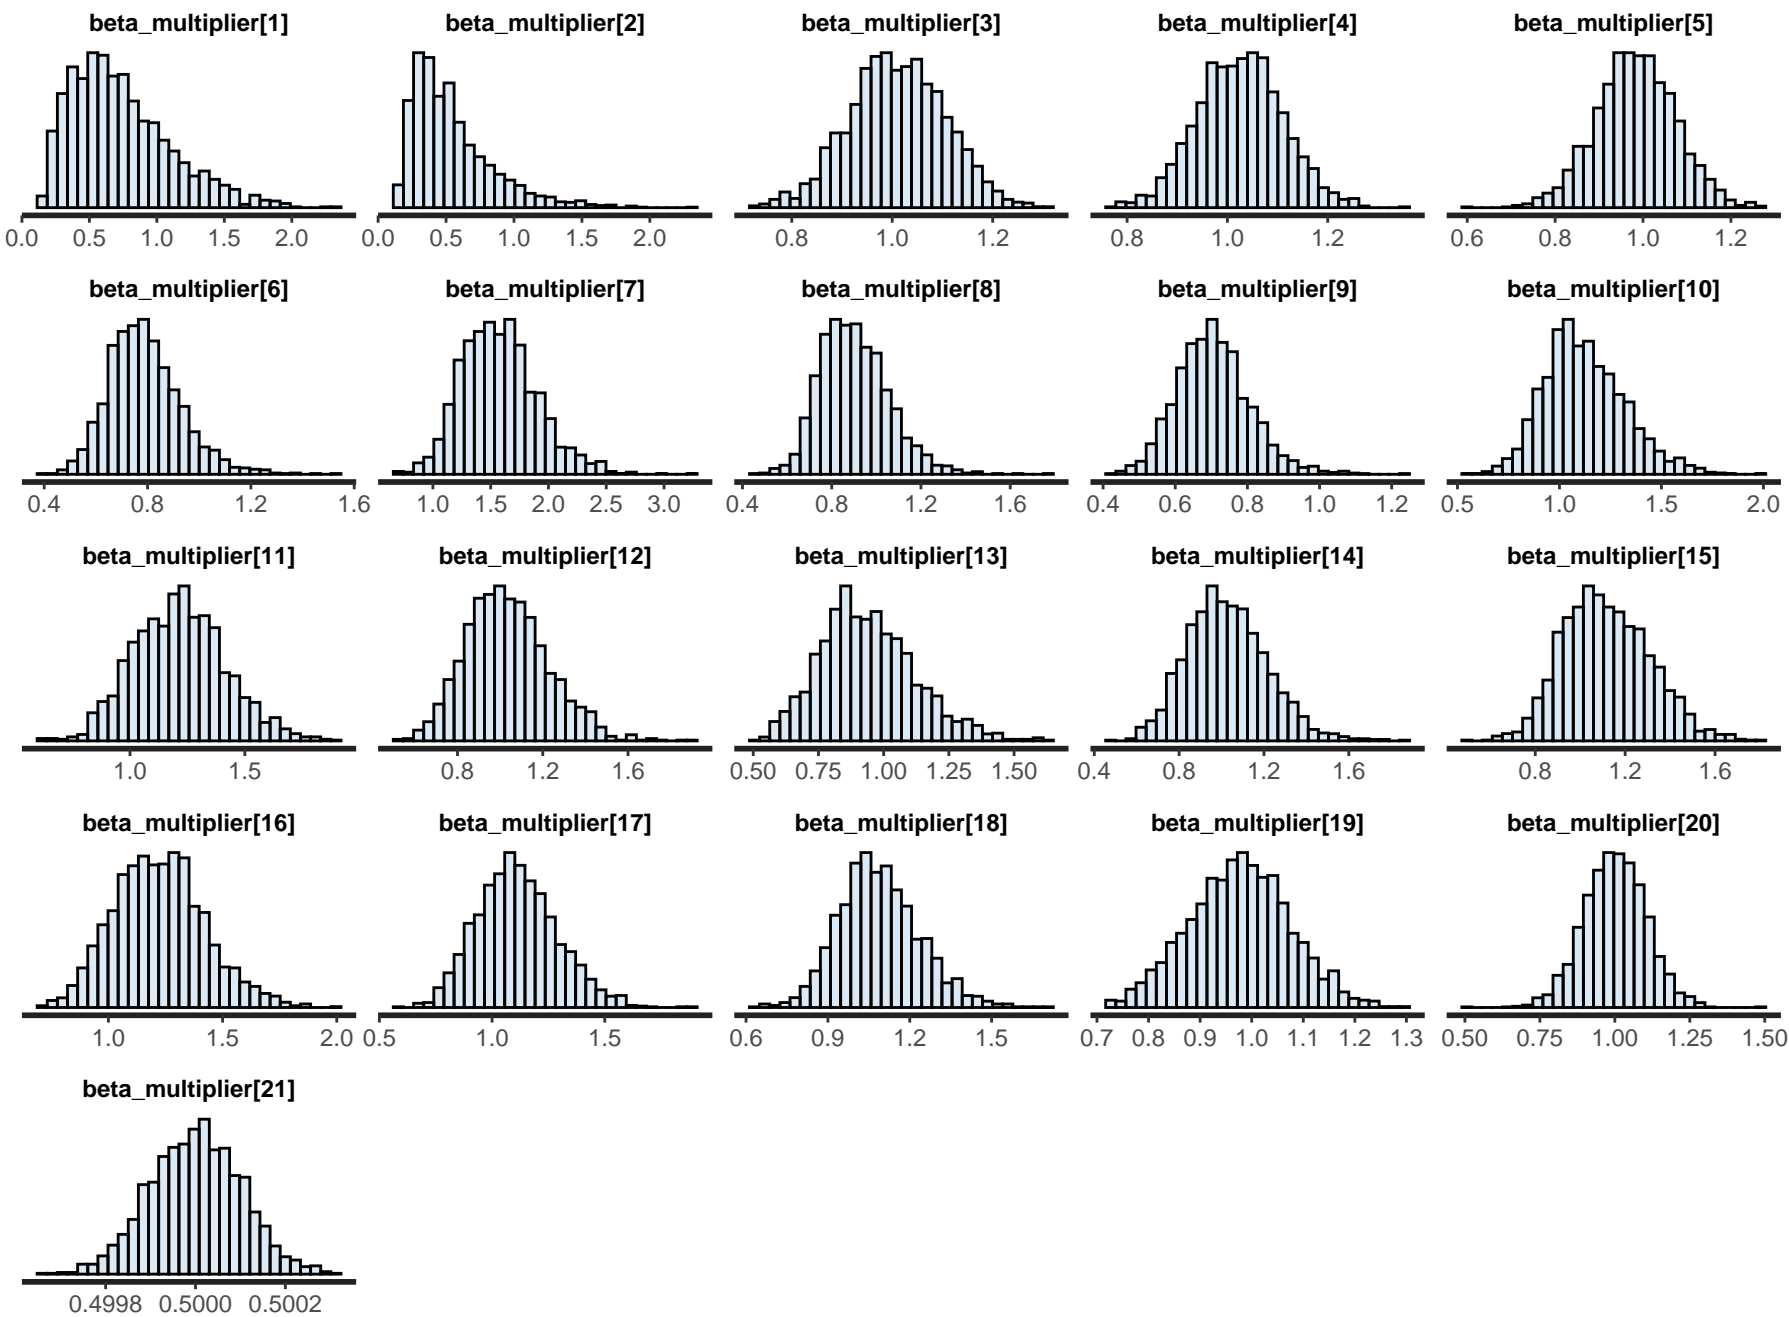 beta_multiplier[1] beta_multiplier[2] beta_multiplier[3] beta_multiplier[4] beta_multiplier[5]
0.0 0.5 1.0 1.5 2.0 0.0 0.5 1.0 1.5 2.0 0.8 1.0 1.2 0.8 1.0 1.2 0.6 0.8 1.0 1.2
beta_multiplier[6] beta_multiplier[7] beta_multiplier[8] beta_multiplier[9] beta_multiplier[10]
0.4 0.8 1.2 1.6 1.0 1.5 2.0 2.5 3.0 0.4 0.8 1.2 1.6 0.4 0.6 0.8 1.0 1.2 0.5 1.0 1.5 2.0
beta_multiplier[11] beta_multiplier[12] beta_multiplier[13] beta_multiplier[14] beta_multiplier[15]
1.0 1.5 0.8 1.2 1.6 0.50 0.75 1.00 1.25 1.50 0.4 0.8 1.2 1.6 0.8 1.2 1.6
beta_multiplier[16] beta_multiplier[17] beta_multiplier[18] beta_multiplier[19] beta_multiplier[20]
1.0 1.5 2.0 0.5 1.0 1.5 0.6 0.9 1.2 1.5 0.7 0.8 0.9 1.0 1.1 1.2 1.3 0.50 0.75 1.00 1.25 1.50
beta_multiplier[21]
0.4998 0.5000 0.5002